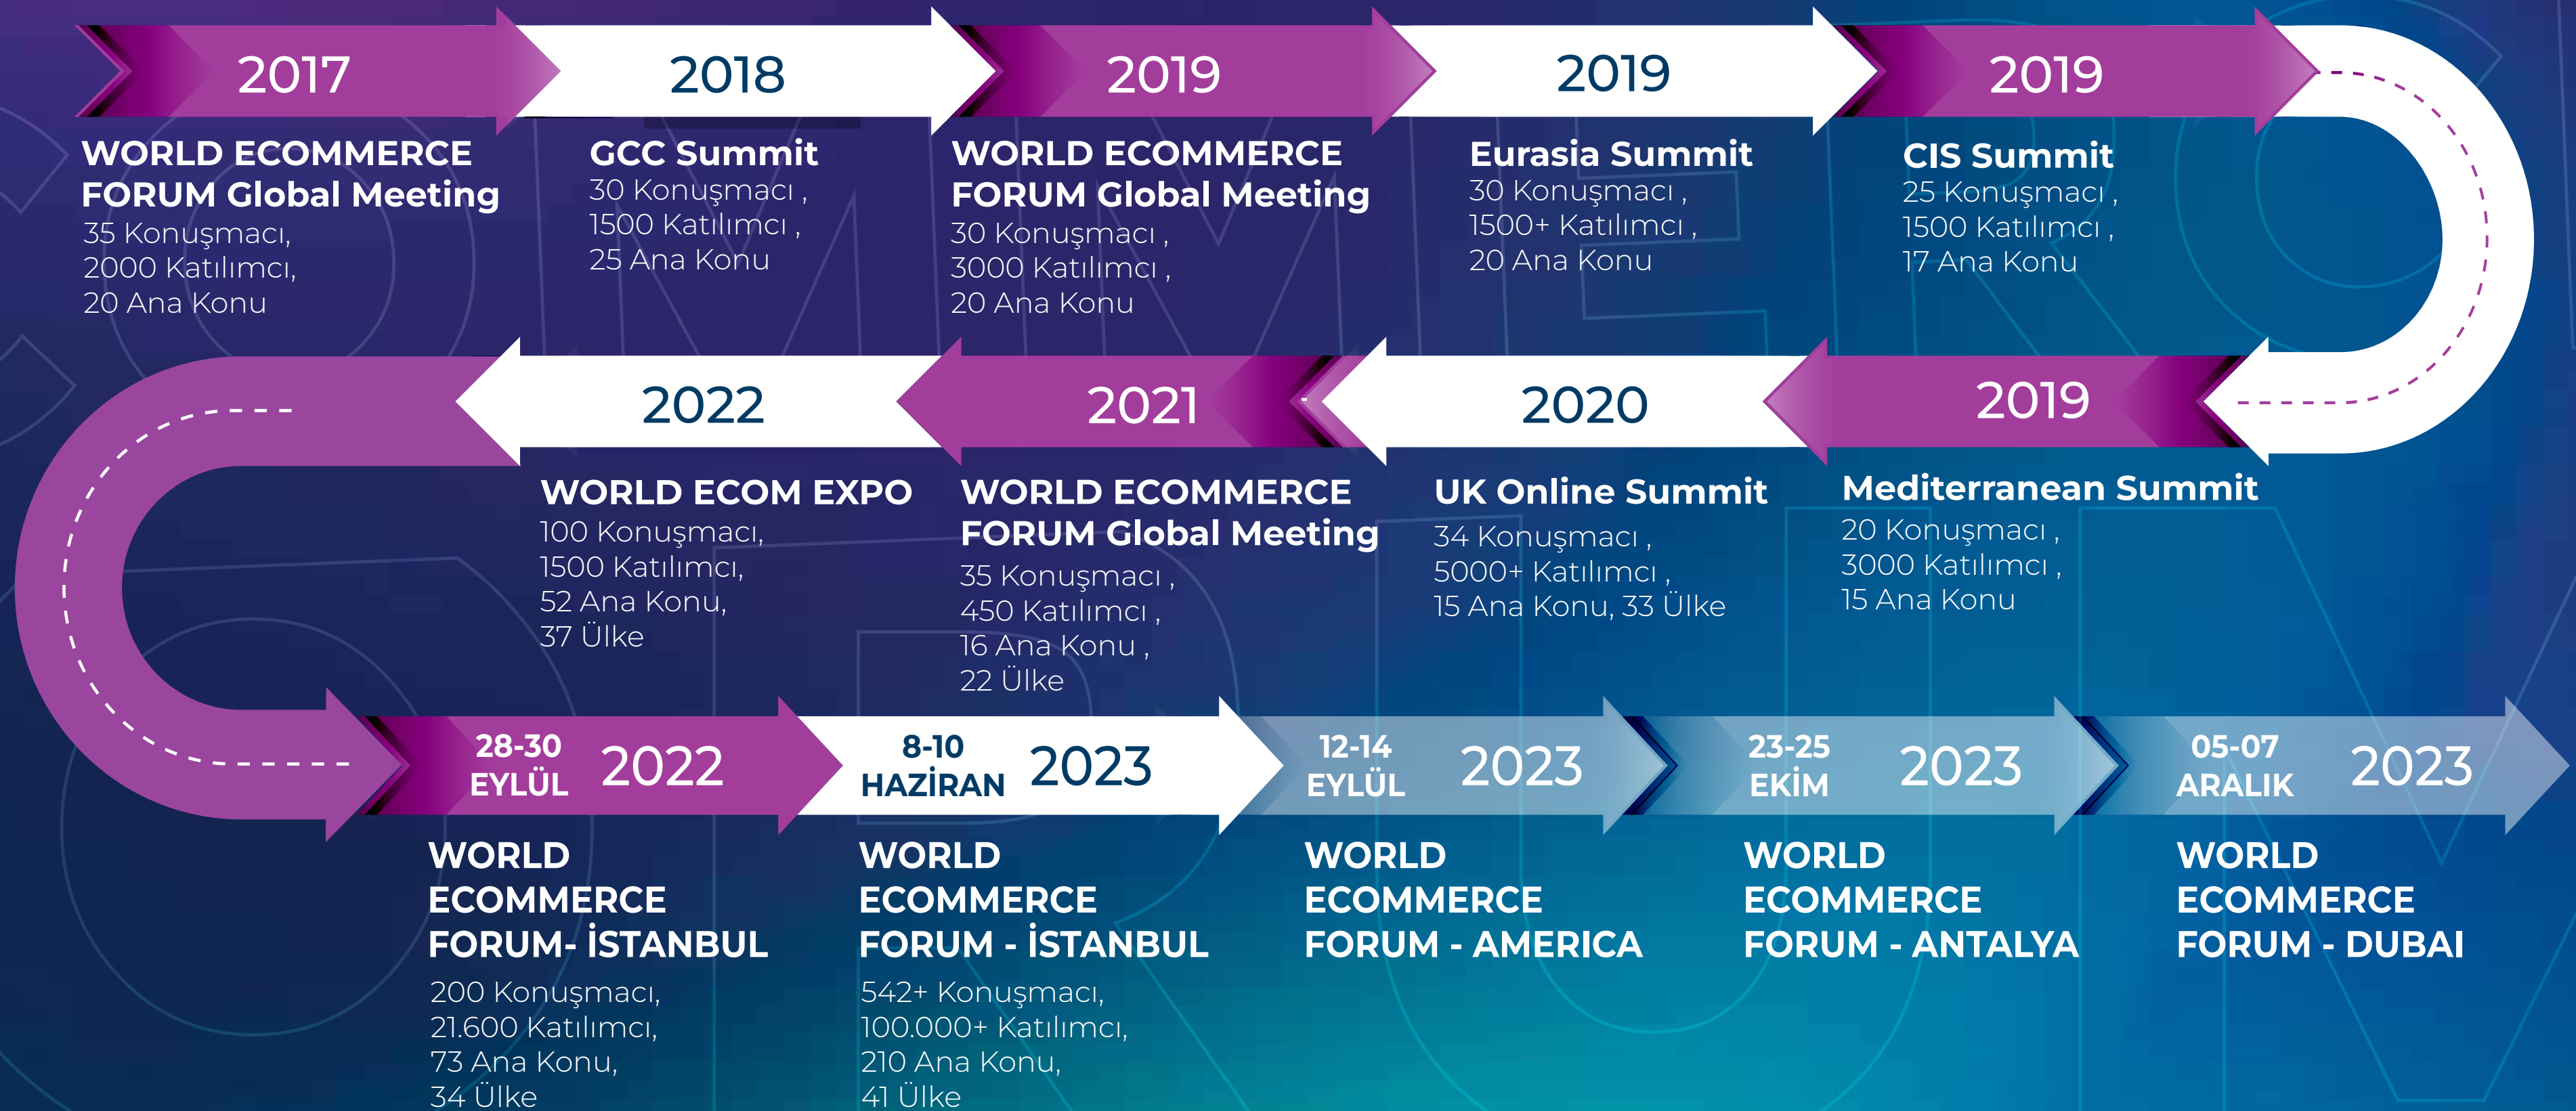 2017
WORLD ECOMMERCE
FORUM Global Meeting
35 Konuşmacı,
2000 Katılımcı,
20 Ana Konu
2018
GCC Summit
30 Konuşmacı ,
1500 Katılımcı ,
25 Ana Konu
2019
WORLD ECOMMERCE
FORUM Global Meeting
30 Konuşmacı ,
3000 Katılımcı ,
20 Ana Konu
2019
Eurasia Summit
30 Konuşmacı ,
1500+ Katılımcı ,
20 Ana Konu
2019
CIS Summit
25 Konuşmacı ,
1500 Katılımcı ,
17 Ana Konu
2019
Mediterranean Summit
20 Konuşmacı ,
3000 Katılımcı ,
15 Ana Konu
2020
UK Online Summit
34 Konuşmacı ,
5000+ Katılımcı ,
15 Ana Konu, 33 Ülke
2021
WORLD ECOMMERCE
FORUM Global Meeting
35 Konuşmacı ,
450 Katılımcı ,
16 Ana Konu ,
22 Ülke
2022
WORLD ECOM EXPO
100 Konuşmacı,
1500 Katılımcı,
52 Ana Konu,
37 Ülke
28-30
EYLÜL
2022
WORLD
ECOMMERCE
FORUM- İSTANBUL
200 Konuşmacı,
21.600 Katılımcı,
73 Ana Konu,
34 Ülke
8-10
HAZİRAN
2023
WORLD
ECOMMERCE
FORUM - İSTANBUL
542+ Konuşmacı,
100.000+ Katılımcı,
210 Ana Konu,
41 Ülke
12-14
EYLÜL
2023
WORLD
ECOMMERCE
FORUM - AMERICA
23-25
EKİM
2023
WORLD
ECOMMERCE
FORUM - ANTALYA
05-07
ARALIK
2023
WORLD
ECOMMERCE
FORUM - DUBAI